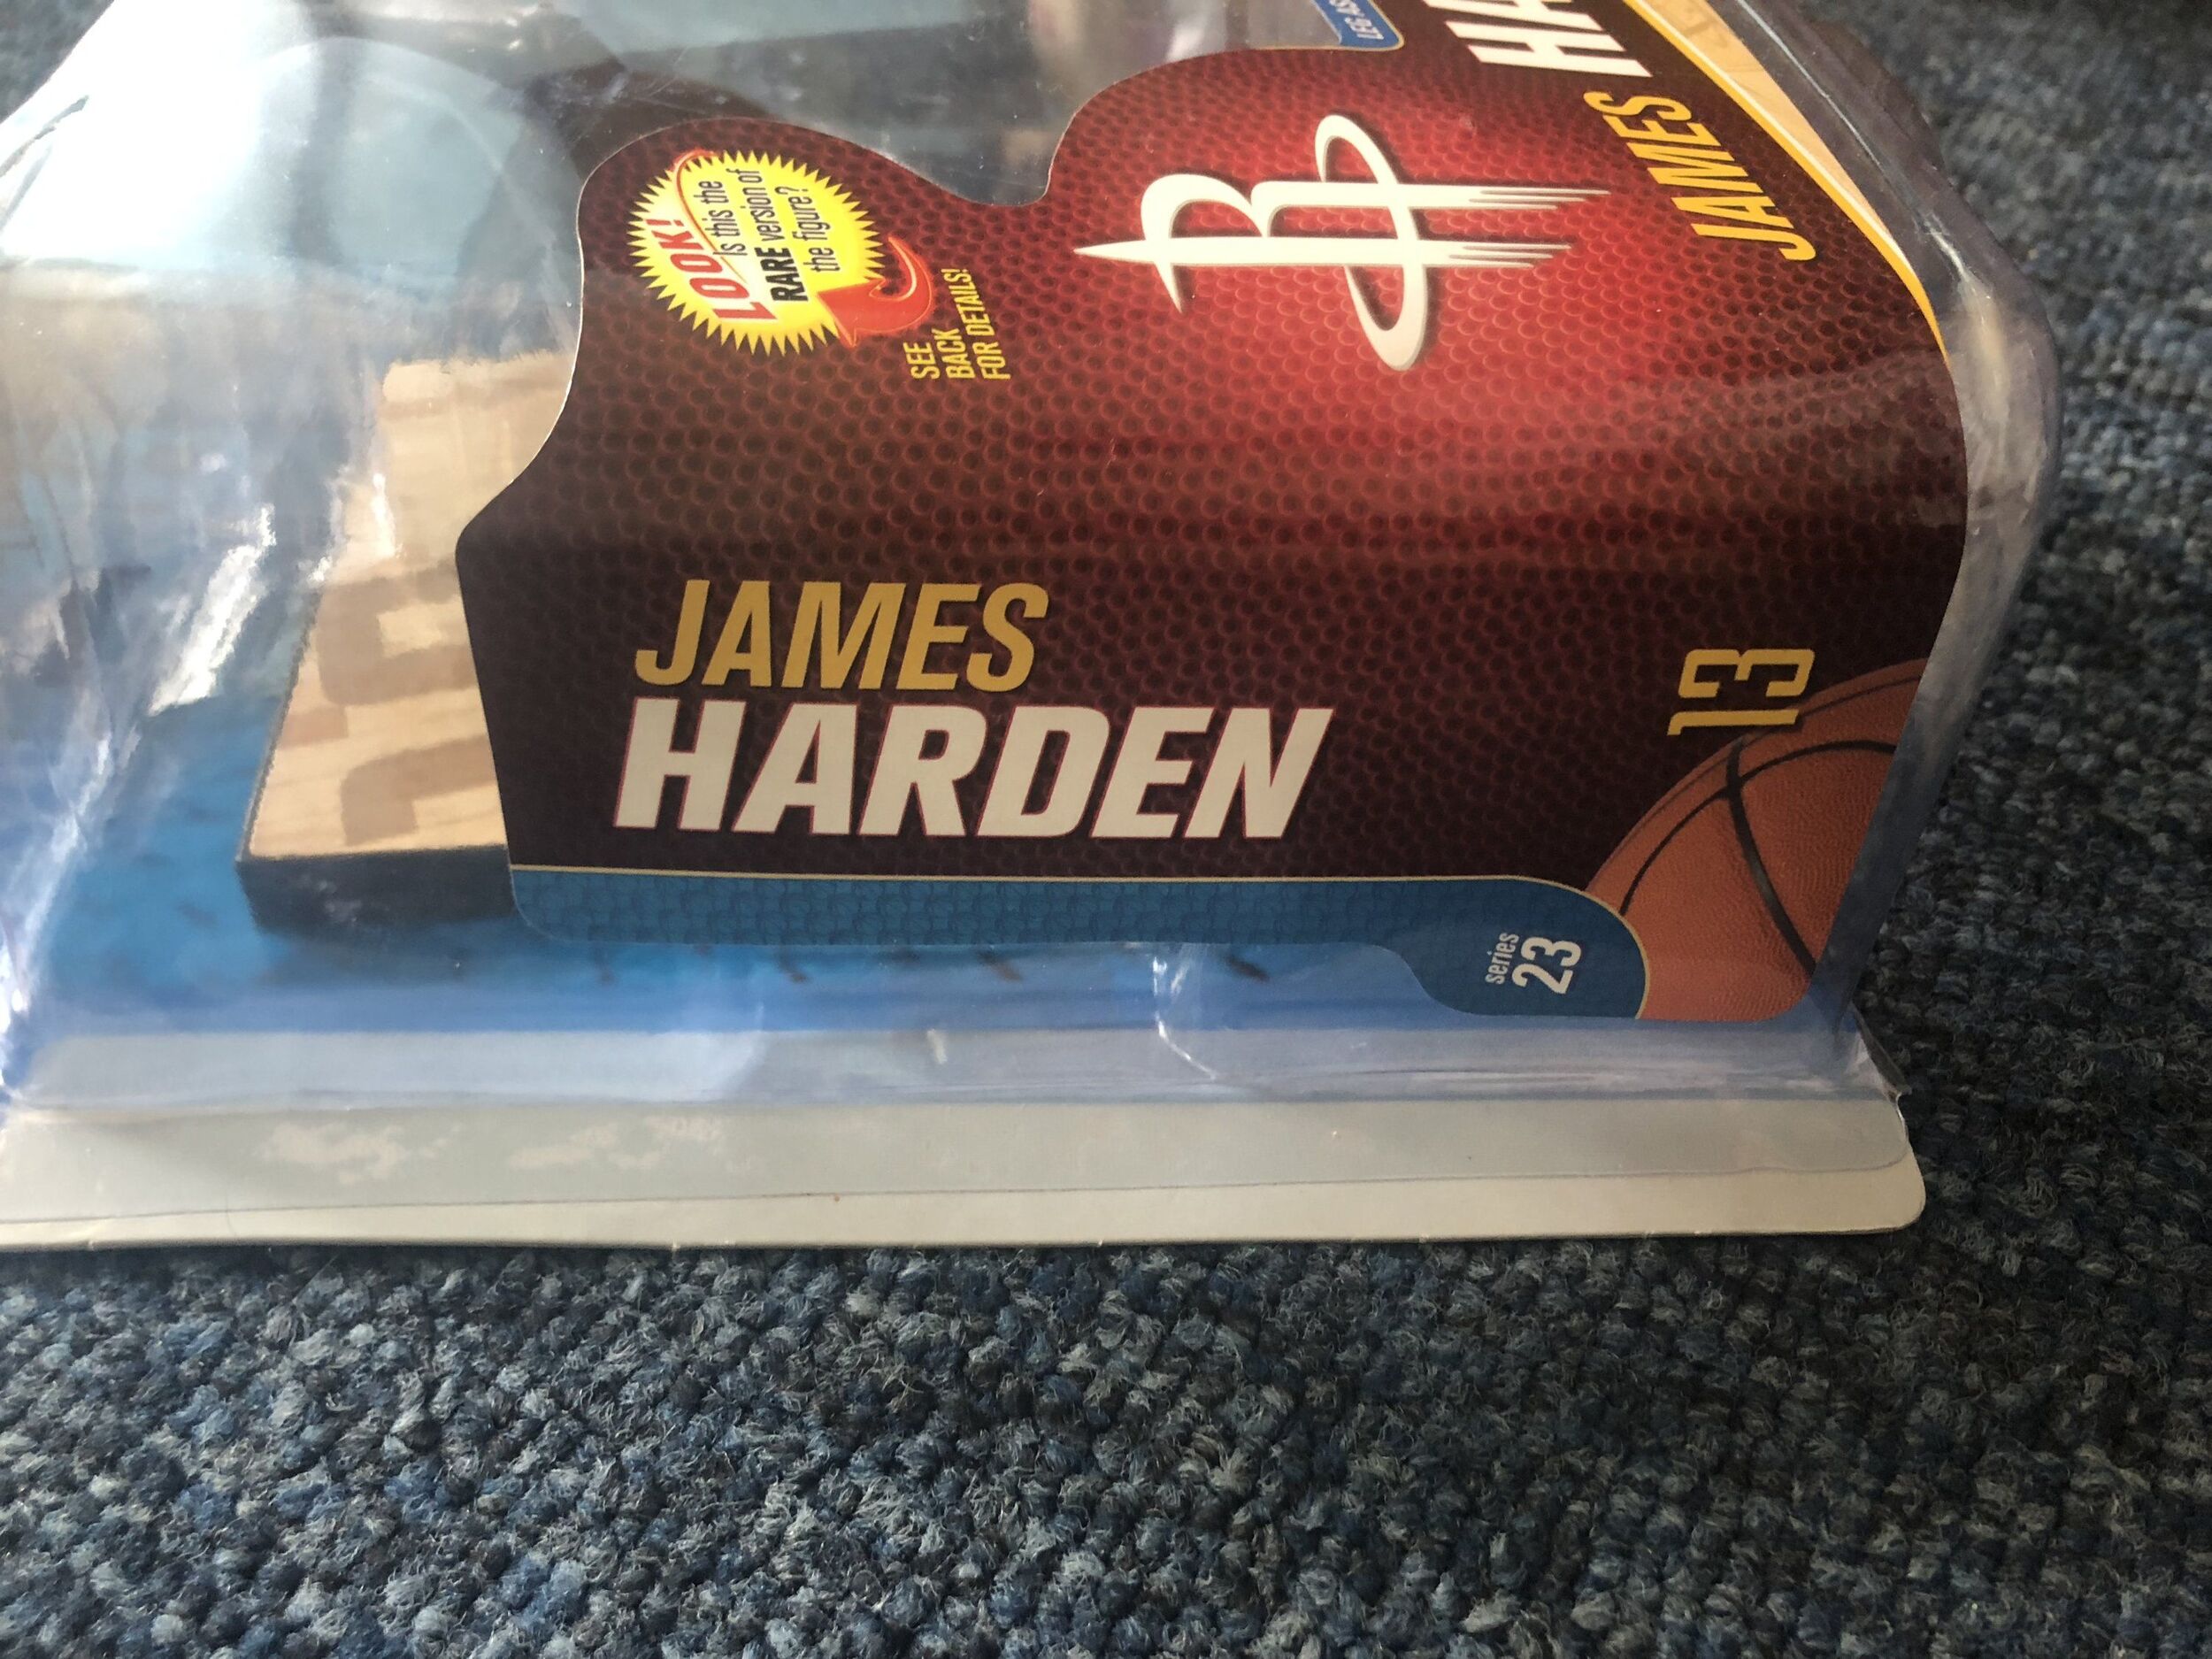 LOOK!
Is this the
RARE version of
the figure?
SEE
BACK
FOR DETAILS!
JAMES
JAMES
HARDEN
13
series
23